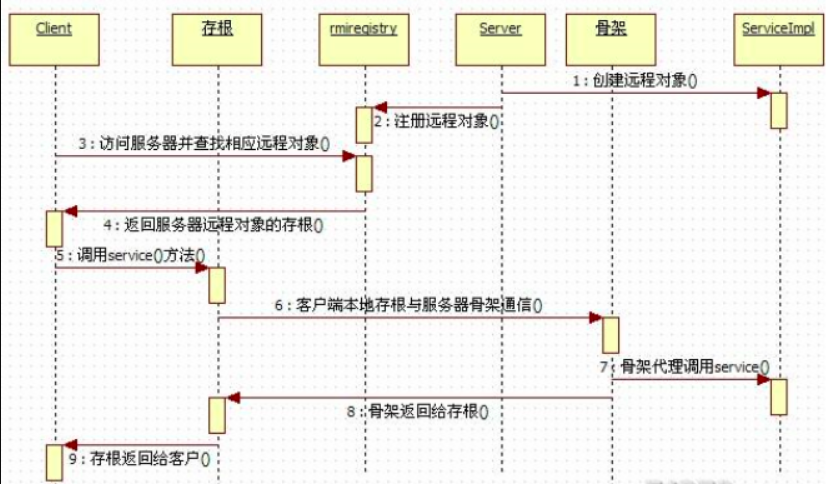 Client
存根
rmiregistry
Server
骨架
ServiceImpl
1 : 创建远程对象()
2 : 注册远程对象()
3 : 访问服务器并查找相应远程对象()
4 : 返回服务器远程对象的存根()
5 : 调用service()方法()
6 : 客户端本地存根与服务器骨架通信()
7 : 骨架代理调用service()
8 : 骨架返回给存根()
9 : 存根返回给客户()